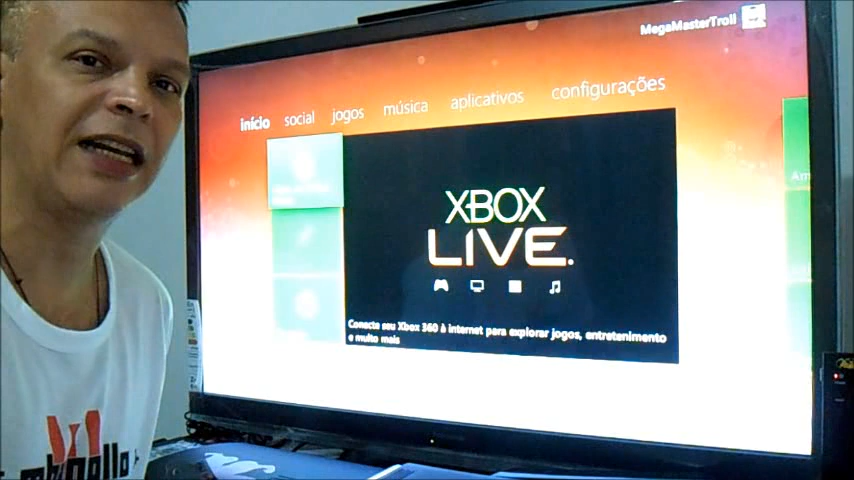 MegaMasterTroll
início social jogos música aplicativos configurações
XBOX
LIVE.
Conecte seu Xbox 360 à internet para explorar jogos, entretenimento
e muito mais
Am